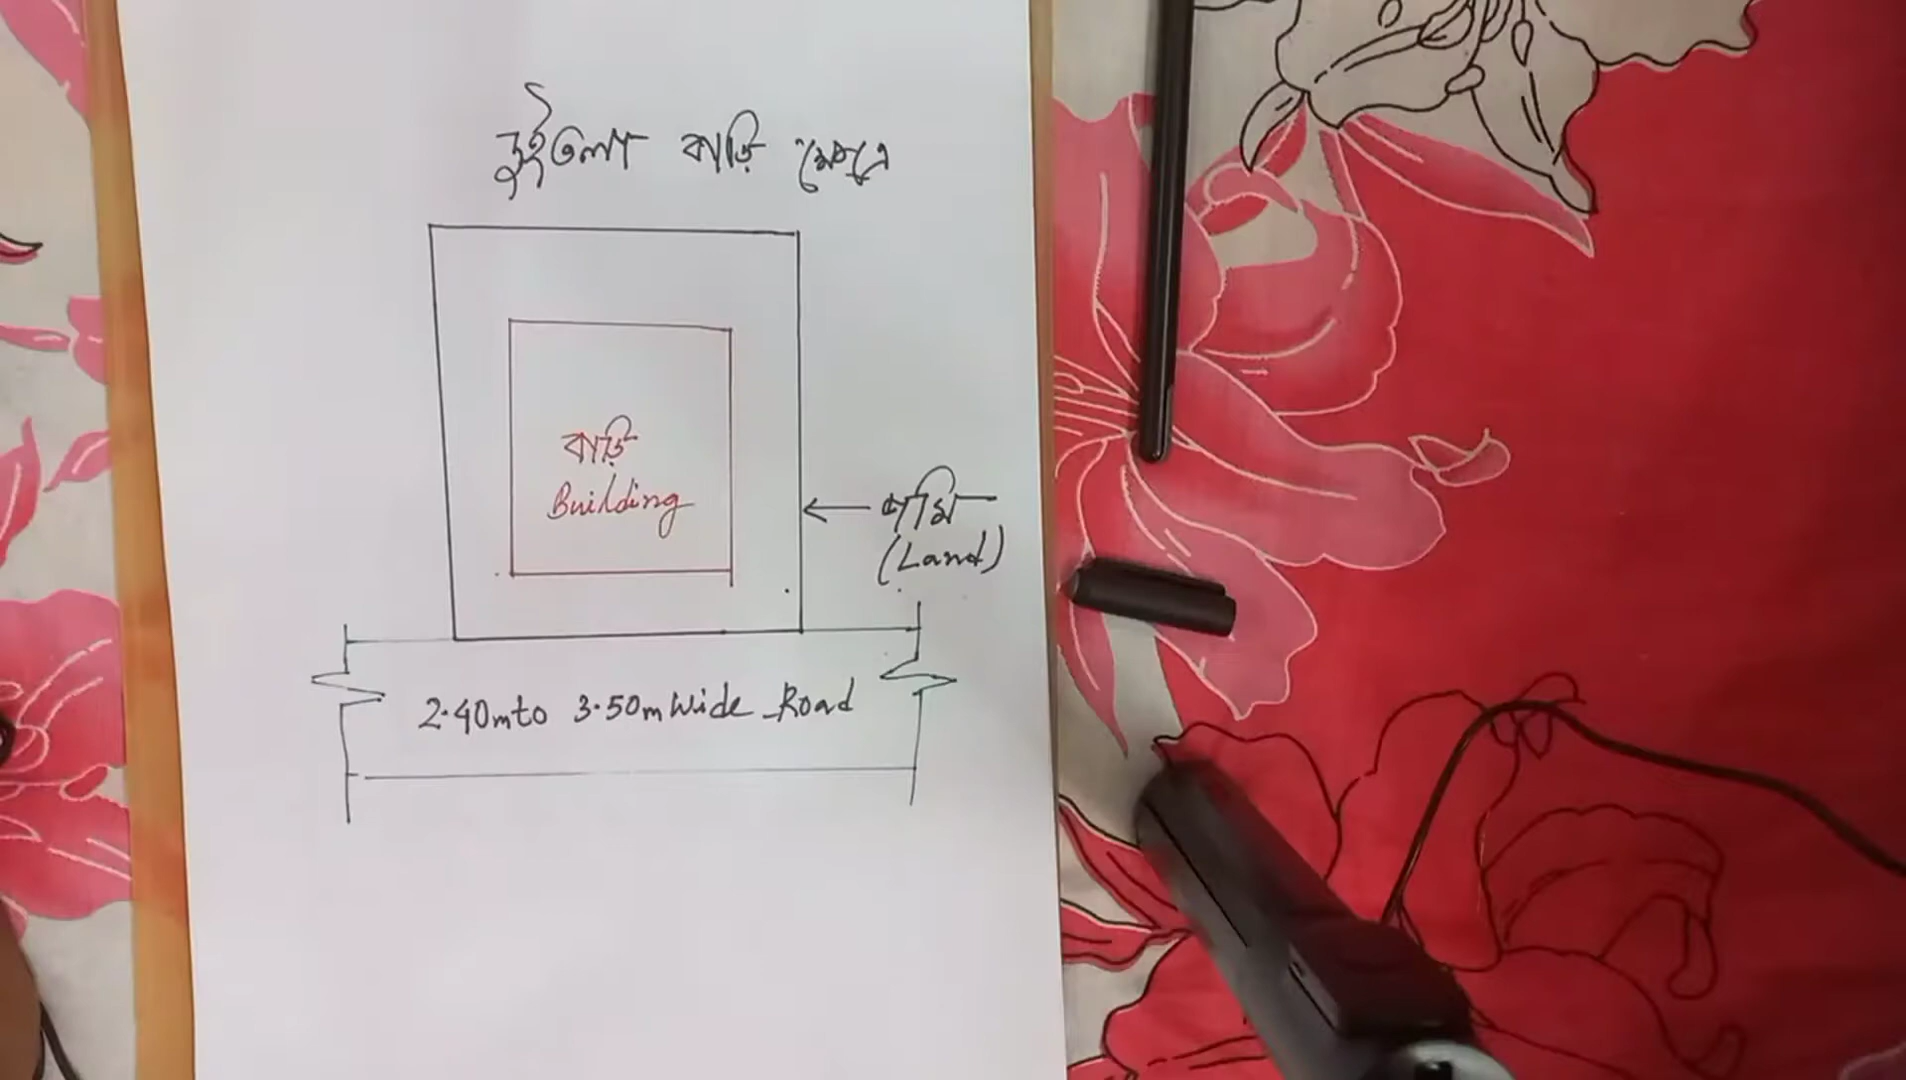 দুইতলা বাড়ি ক্ষেত্রে
বাড়ি
Building
জমি
(Land)
2.40m to 3.50m Wide Road